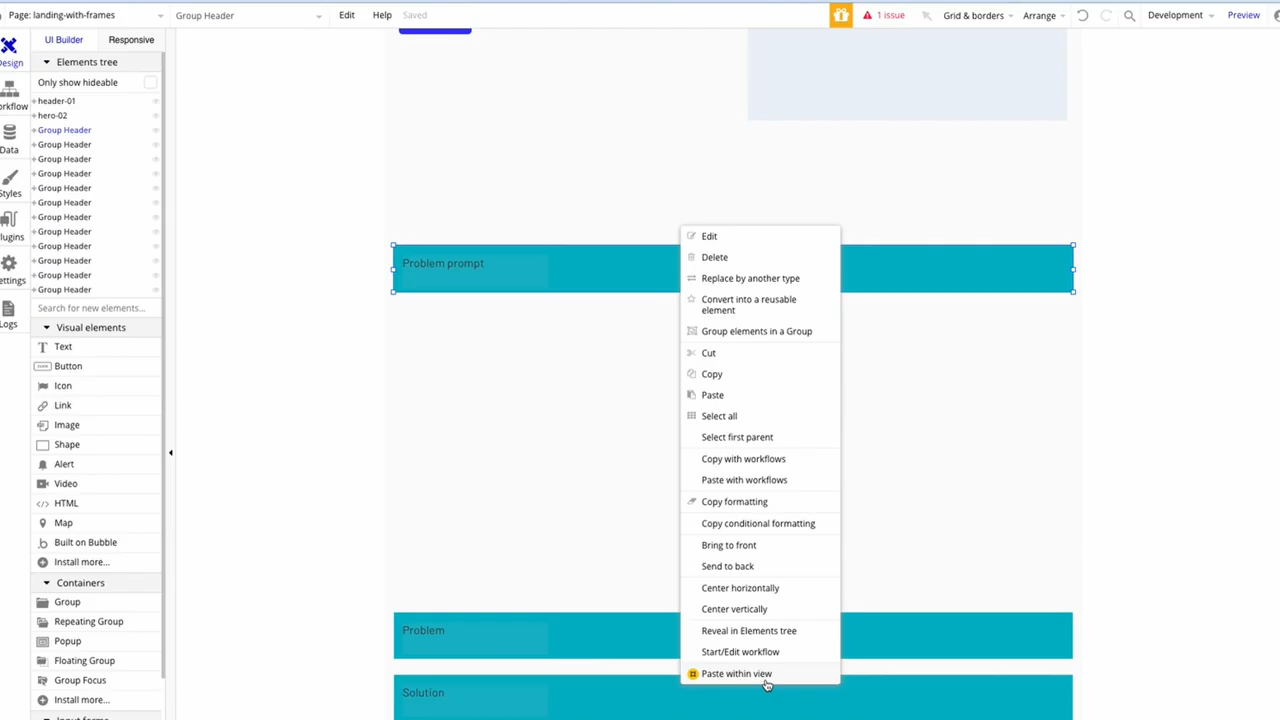 Page: landing-with-frames
Group Header
Edit
Help
Saved
1 issue
Grid & borders
Arrange
Development
Preview
UI Builder
Responsive
Design
Elements tree
Only show hideable
orkflow
header-01
hero-02
Group Header
Group Header
Data
Group Header
Group Header
Group Header
Styles
Group Header
Group Header
Group Header
lugins
Group Header
Group Header
Group Header
ettings
Group Header
Search for new elements...
Logs
Visual elements
Text
Button
Icon
Link
Image
Shape
Alert
Video
HTML
Map
Built on Bubble
Install more...
Containers
Group
Repeating Group
Popup
Floating Group
Group Focus
Install more...
Input forms
Problem prompt
Problem
Solution
Edit
Delete
Replace by another type
Convert into a reusable
element
Group elements in a Group
Cut
Copy
Paste
Select all
Select first parent
Copy with workflows
Paste with workflows
Copy formatting
Copy conditional formatting
Bring to front
Send to back
Center horizontally
Center vertically
Reveal in Elements tree
Start/Edit workflow
Paste within view